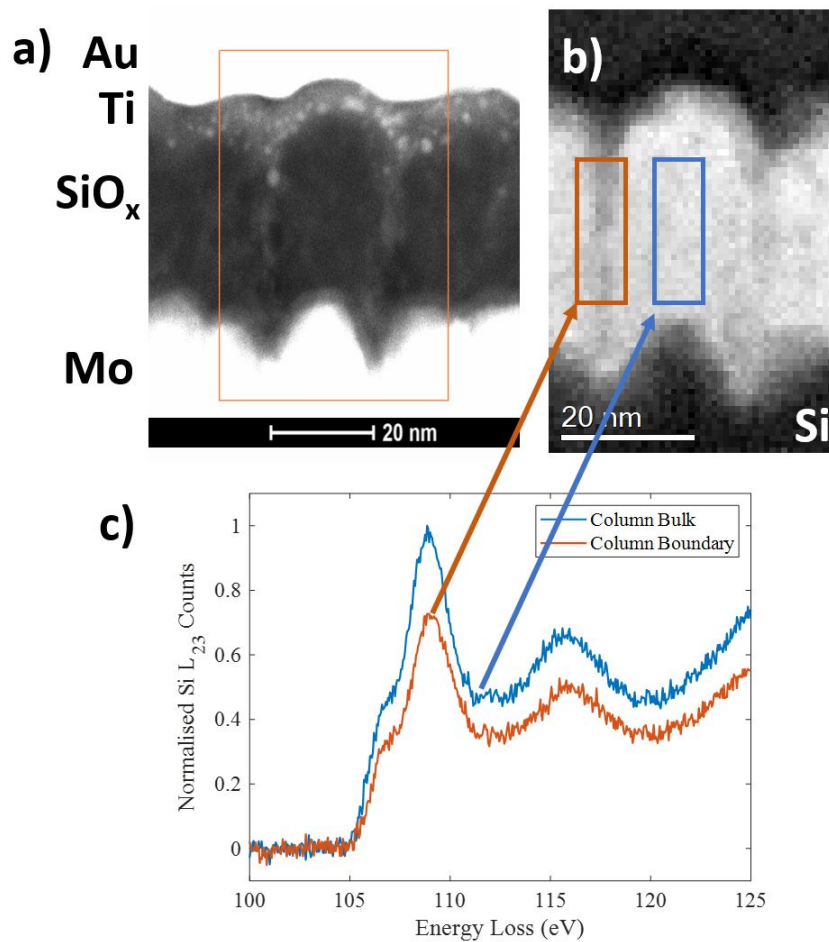 a)
Au
Ti
SiOₓ
Mo
20 nm
b)
20 nm
Si
c)
Column Bulk
Column Boundary
Normalised Si L₂₃ Counts
1
0.8
0.6
0.4
0.2
0
100 105 110 115 120 125
Energy Loss (eV)